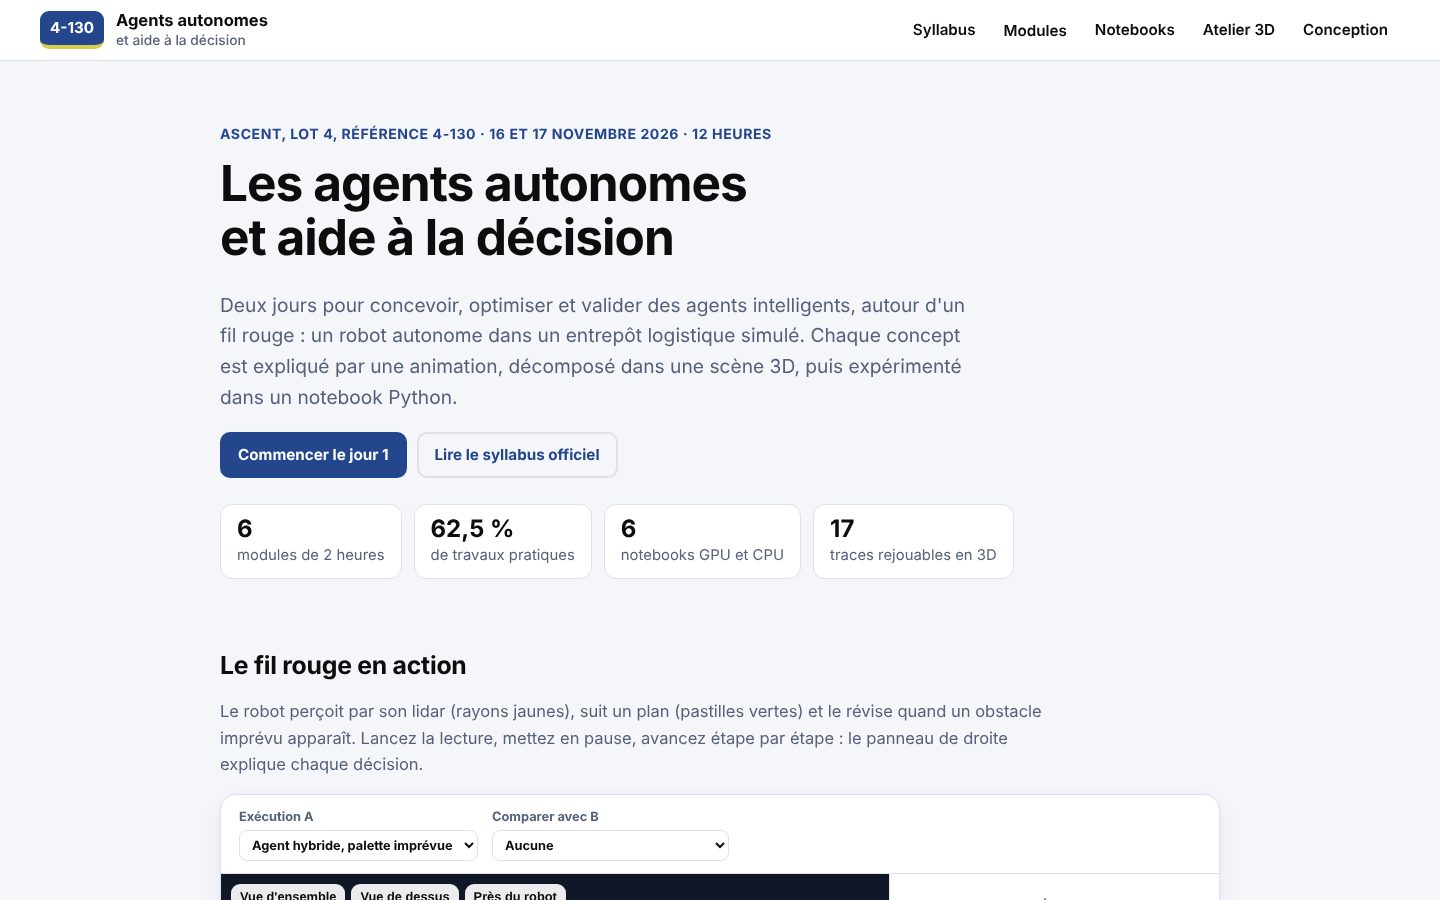 4-130
Agents autonomes
et aide à la décision
Syllabus
Modules
Notebooks
Atelier 3D
Conception
ASCENT, LOT 4, RÉFÉRENCE 4-130 · 16 ET 17 NOVEMBRE 2026 · 12 HEURES
Les agents autonomes
et aide à la décision
Deux jours pour concevoir, optimiser et valider des agents intelligents, autour d'un
fil rouge : un robot autonome dans un entrepôt logistique simulé. Chaque concept
est expliqué par une animation, décomposé dans une scène 3D, puis expérimenté
dans un notebook Python.
Commencer le jour 1
Lire le syllabus officiel
6
modules de 2 heures
62,5 %
de travaux pratiques
6
notebooks GPU et CPU
17
traces rejouables en 3D
Le fil rouge en action
Le robot perçoit par son lidar (rayons jaunes), suit un plan (pastilles vertes) et le révise quand un obstacle
imprévu apparaît. Lancez la lecture, mettez en pause, avancez étape par étape : le panneau de droite
explique chaque décision.
Exécution A
Comparer avec B
Agent hybride, palette imprévue
Aucune
Vue d'ensemble
Vue de dessus
Près du robot